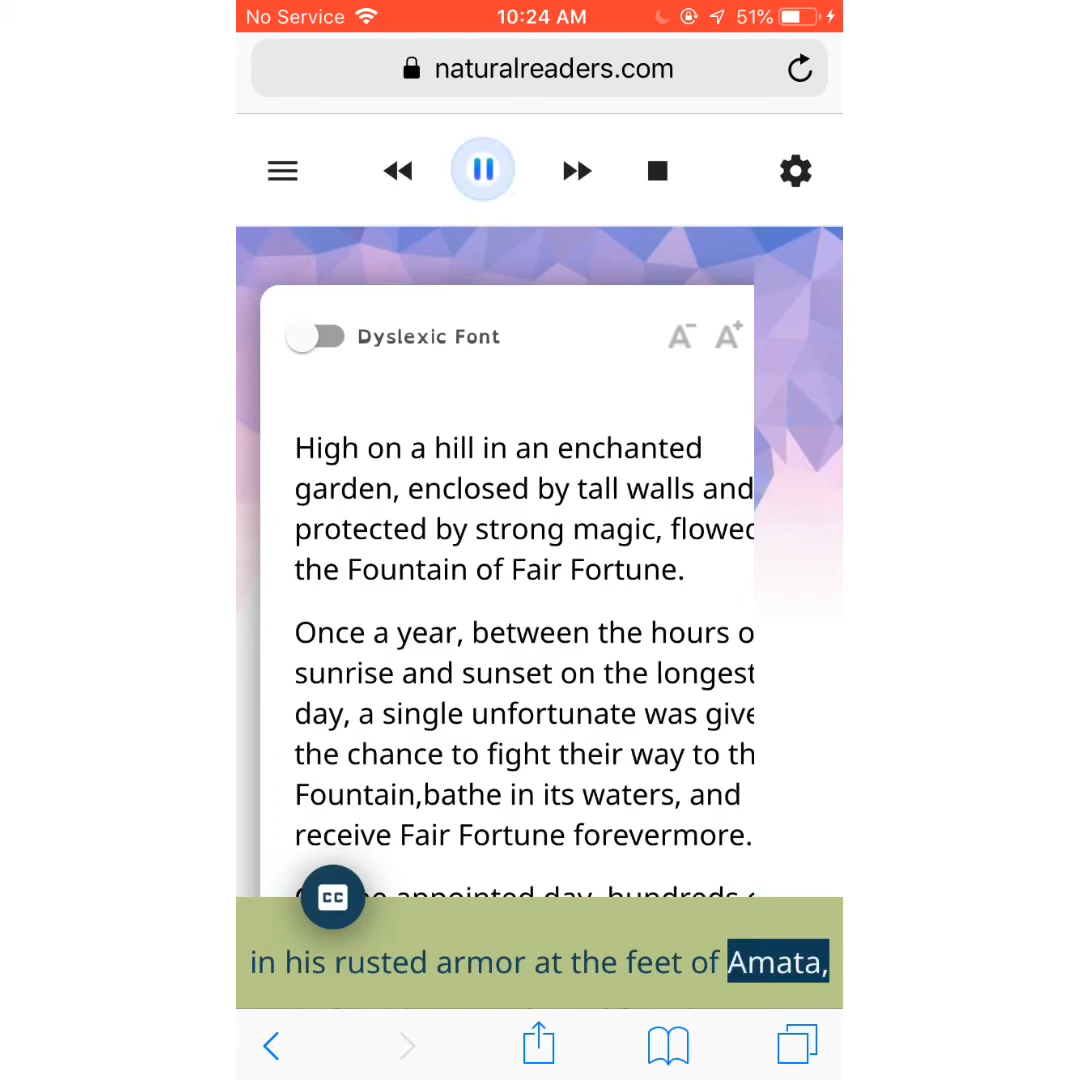 No Service 10:24 AM 51%
naturalreaders.com
Dyslexic Font A- A+
High on a hill in an enchanted
garden, enclosed by tall walls and
protected by strong magic, flowed
the Fountain of Fair Fortune.
Once a year, between the hours o
sunrise and sunset on the longest
day, a single unfortunate was give
the chance to fight their way to th
Fountain,bathe in its waters, and
receive Fair Fortune forevermore.
appointed day, hundreds
CC
in his rusted armor at the feet of Amata,